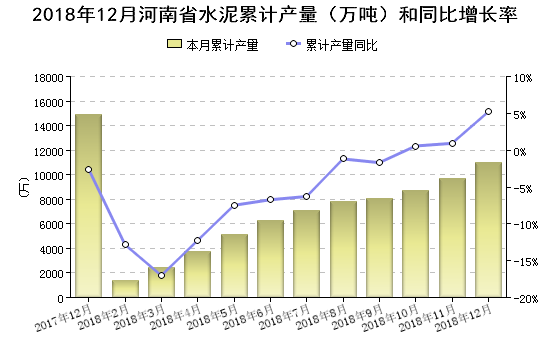 2018年12月河南省水泥累计产量（万吨）和同比增长率
本月累计产量 累计产量同比
18000
16000
14000
12000
10000
8000
6000
4000
2000
0
(万)
10%
5%
0%
-5%
-10%
-15%
-20%
2017年12月
2018年2月
2018年3月
2018年4月
2018年5月
2018年6月
2018年7月
2018年8月
2018年9月
2018年10月
2018年11月
2018年12月